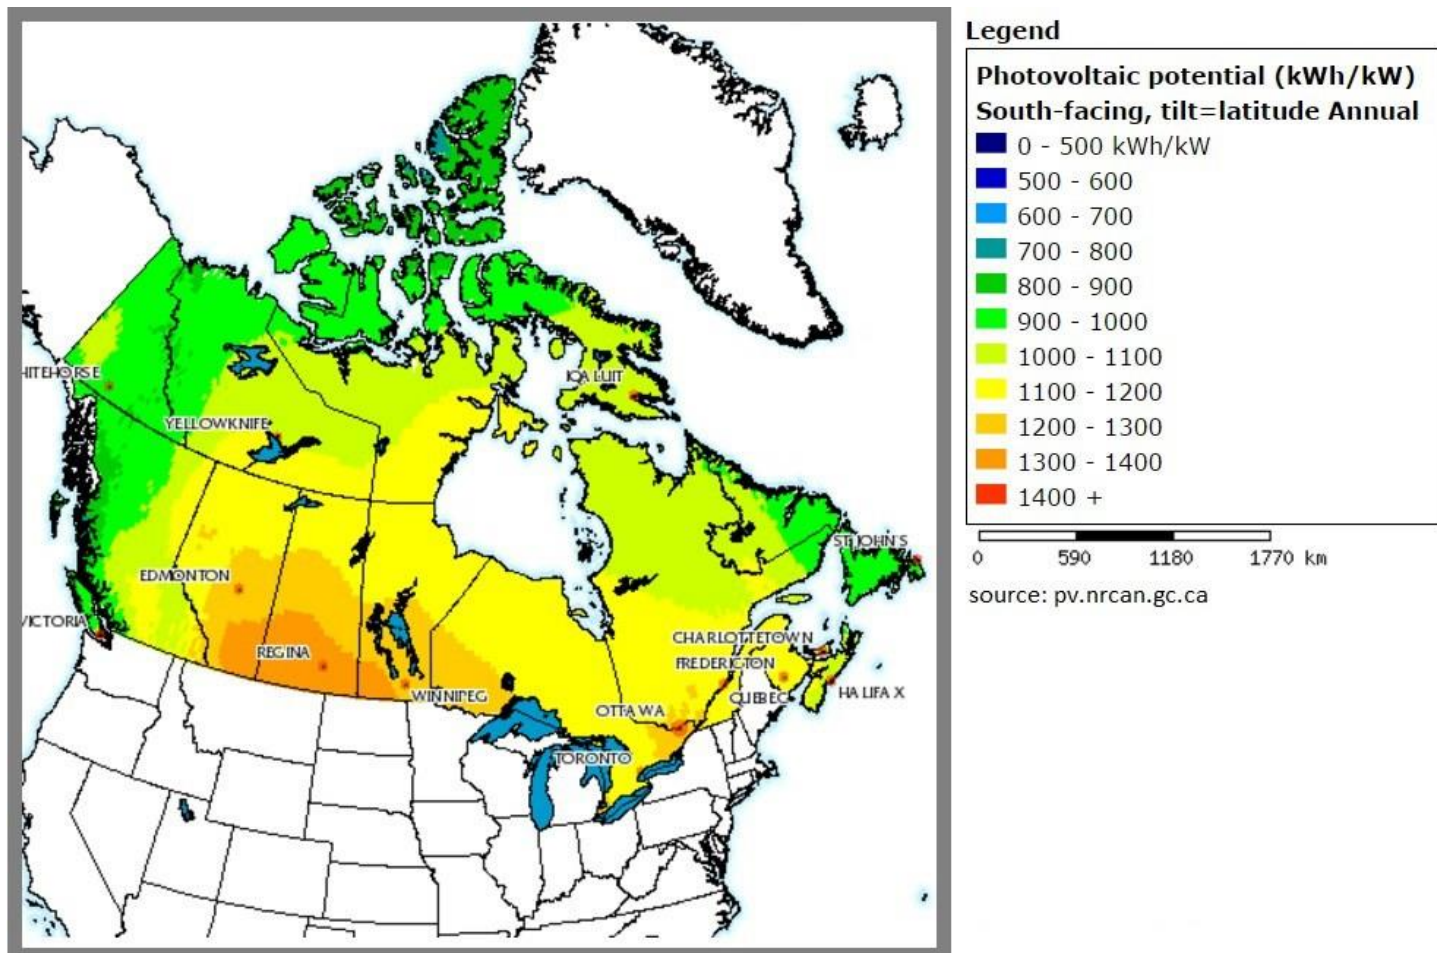 Legend
Photovoltaic potential (kWh/kW)
South-facing, tilt=latitude Annual
0 - 500 kWh/kW
500 - 600
600 - 700
700 - 800
800 - 900
900 - 1000
1000 - 1100
1100 - 1200
1200 - 1300
1300 - 1400
1400 +
0 590 1180 1770 km
source: pv.nrcan.gc.ca
HITEHORSE
IQALUIT
YELLOWKNIFE
ST JOHN'S
EDMONTON
VICTORIA
CHARLOTTETOWN
REGINA
FREDERICTON
WINNIPEG
QUEBEC
HALIFAX
OTTAWA
TORONTO